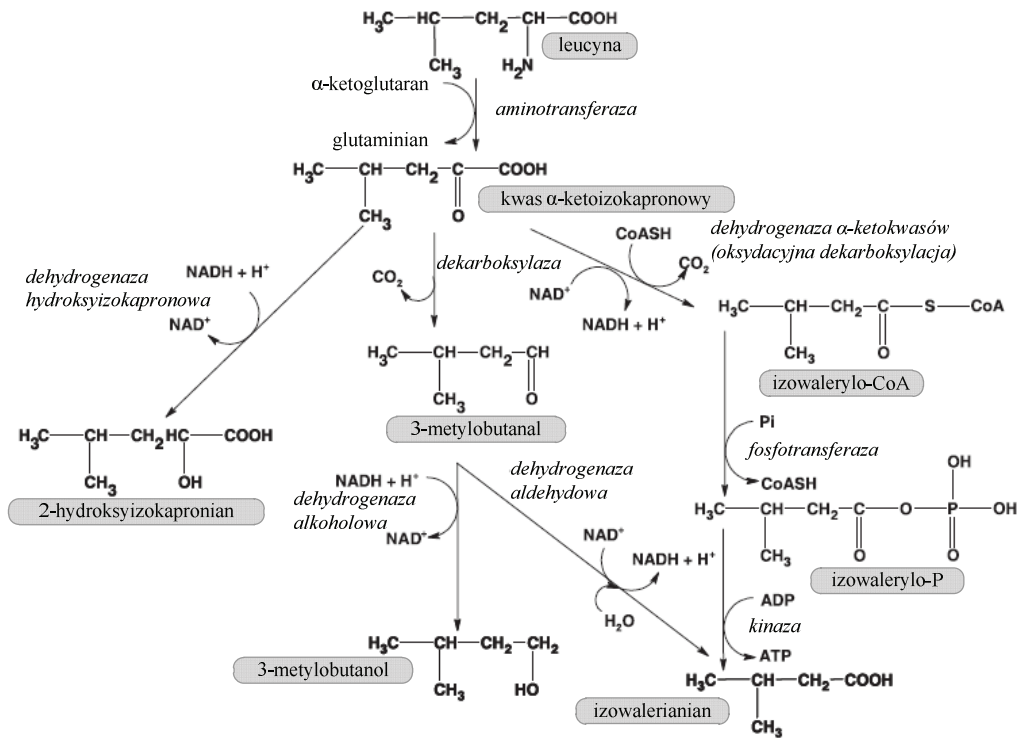 H₃C—HC—CH₂—CH—COOH
leucyna
CH₃ H₂N
α-ketoglutaran
aminotransferaza
glutaminian
H₃C—CH—CH₂—C—COOH
kwas α-ketoizokapronowy
CH₃ O
dehydrogenaza α-ketokwasów
(oksydacyjna dekarboksylacja)
CoASH
CO₂
NAD⁺
NADH + H⁺
dekarboksylaza
CO₂
dehydrogenaza
hydroksyizokapronowa
NADH + H⁺
NAD⁺
H₃C—CH—CH₂—C—S—CoA
CH₃ O
izowalerylo-CoA
H₃C—CH—CH₂—CH
CH₃ O
3-metylobutanal
Pi
fosfotransferaza
CoASH
H₃C—CH—CH₂HC—COOH
CH₃ OH
2-hydroksyizokapronian
NADH + H⁺
dehydrogenaza
alkoholowa
NAD⁺
dehydrogenaza
aldehydowa
NAD⁺
NADH + H⁺
H₂O
OH
H₃C—CH—CH₂—C—O—P—OH
CH₃ O O
izowalerylo-P
ADP
kinaza
ATP
H₃C—CH—CH₂—CH₂
3-metylobutanol
CH₃ HO
H₃C—CH—CH₂—COOH
izowalerianian
CH₃